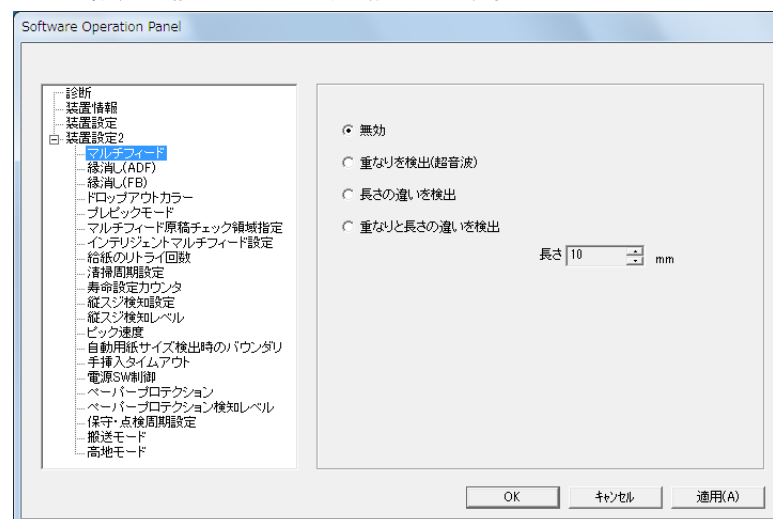 Software Operation Panel
診断
装置情報
装置設定
装置設定2
マルチフィード
縁消し(ADF)
縁消し(FB)
ドロップアウトカラー
プレピックモード
マルチフィード原稿チェック領域指定
インテリジェントマルチフィード設定
給紙のリトライ回数
清掃周期設定
寿命設定カウンタ
縦スジ検知設定
縦スジ検知レベル
ピック速度
自動用紙サイズ検出時のバウンダリ
手挿入タイムアウト
電源SW制御
ペーパープロテクション
ペーパープロテクション検知レベル
保守・点検周期設定
搬送モード
高地モード
無効
重なりを検出(超音波)
長さの違いを検出
重なりと長さの違いを検出
長さ 10 mm
OK キャンセル 適用(A)